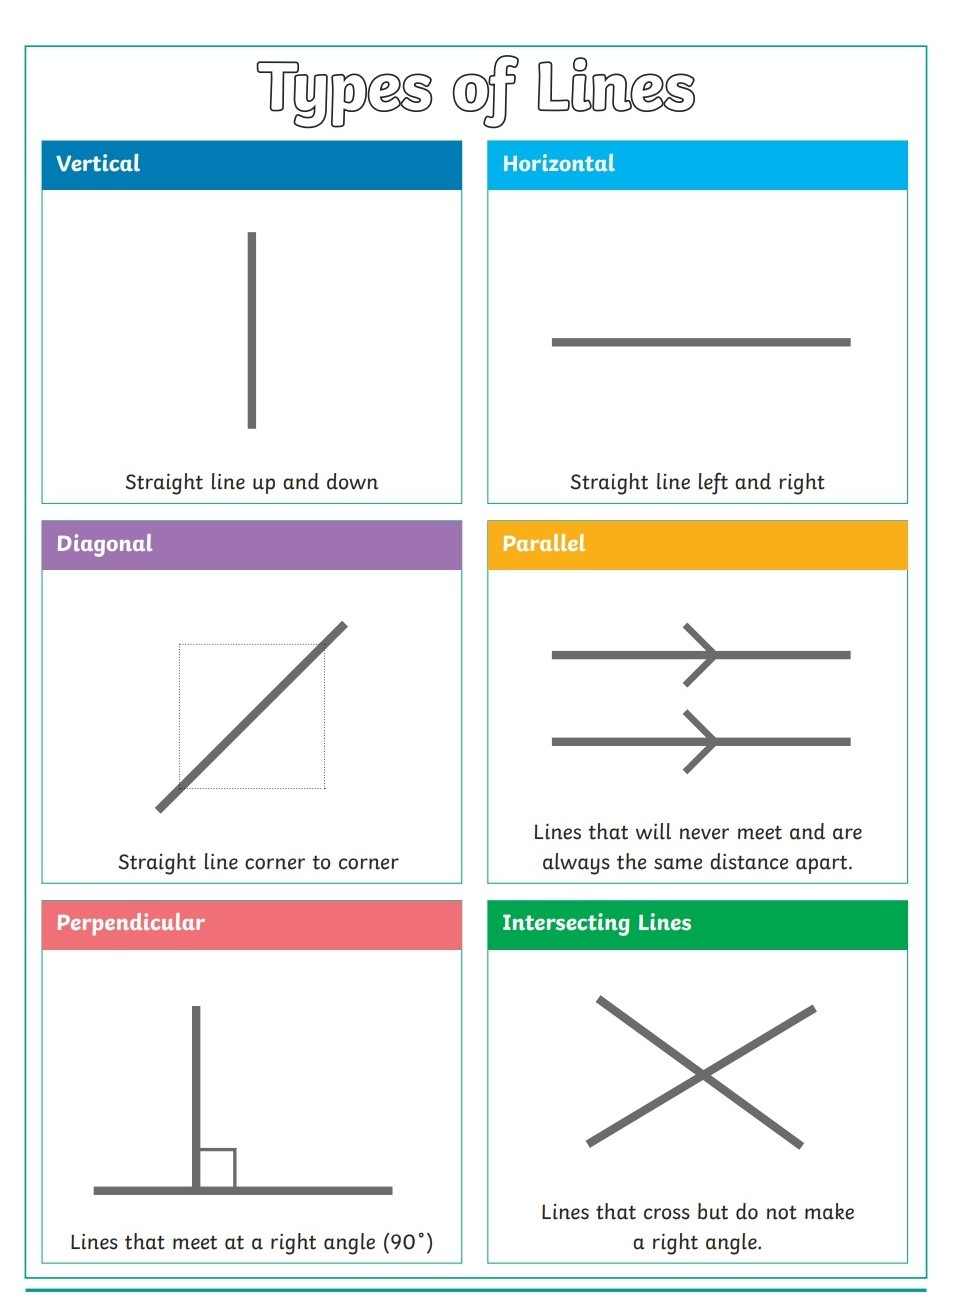 Types of Lines
Vertical
Straight line up and down
Horizontal
Straight line left and right
Diagonal
Straight line corner to corner
Parallel
Lines that will never meet and are
always the same distance apart.
Perpendicular
Lines that meet at a right angle (90°)
Intersecting Lines
Lines that cross but do not make
a right angle.